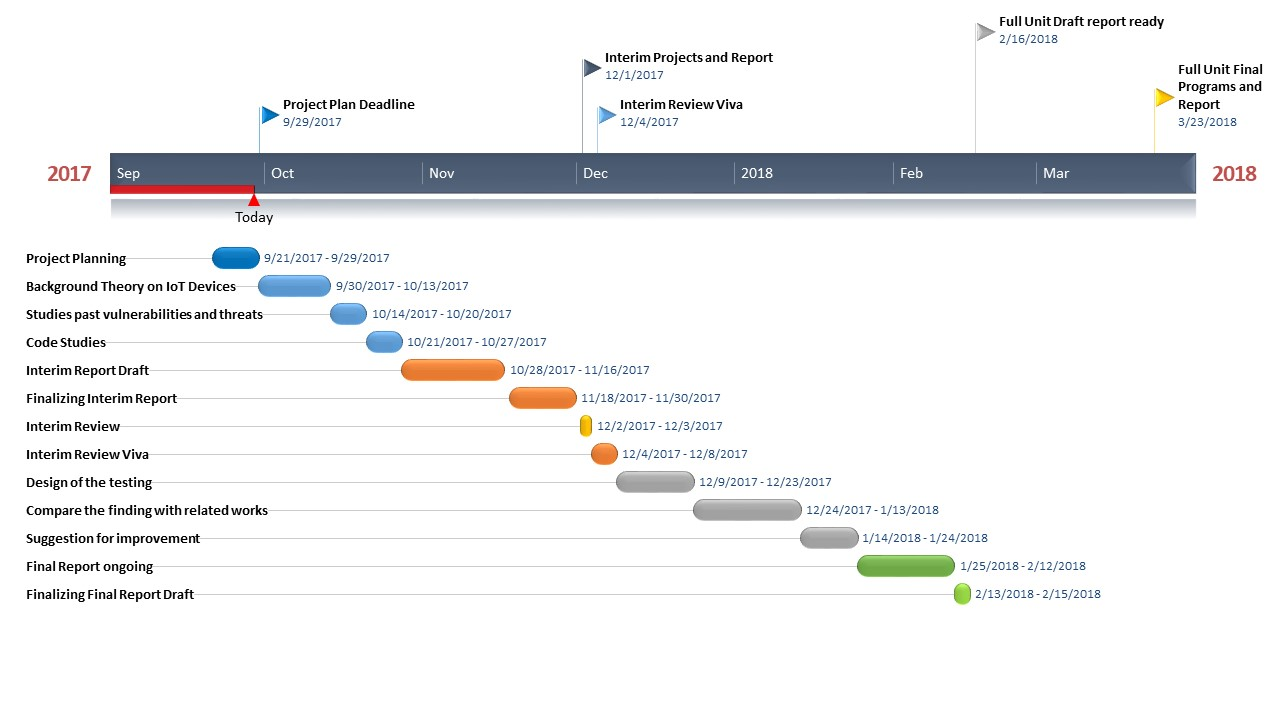 Full Unit Draft report ready
2/16/2018
Interim Projects and Report
12/1/2017
Full Unit Final
Programs and
Report
3/23/2018
Project Plan Deadline
9/29/2017
Interim Review Viva
12/4/2017
2017 Sep Oct Nov Dec 2018 Feb Mar 2018
Today
Project Planning 9/21/2017 - 9/29/2017
Background Theory on IoT Devices 9/30/2017 - 10/13/2017
Studies past vulnerabilities and threats 10/14/2017 - 10/20/2017
Code Studies 10/21/2017 - 10/27/2017
Interim Report Draft 10/28/2017 - 11/16/2017
Finalizing Interim Report 11/18/2017 - 11/30/2017
Interim Review 12/2/2017 - 12/3/2017
Interim Review Viva 12/4/2017 - 12/8/2017
Design of the testing 12/9/2017 - 12/23/2017
Compare the finding with related works 12/24/2017 - 1/13/2018
Suggestion for improvement 1/14/2018 - 1/24/2018
Final Report ongoing 1/25/2018 - 2/12/2018
Finalizing Final Report Draft 2/13/2018 - 2/15/2018